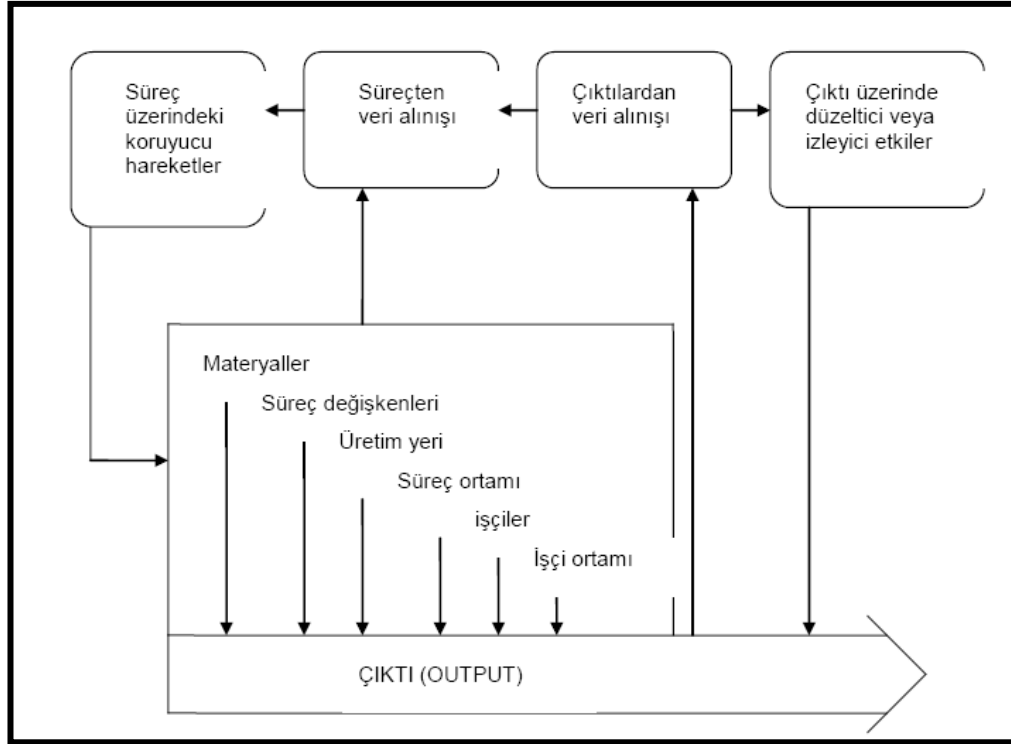 Süreç
üzerindeki
koruyucu
hareketler
Süreçten
veri alınışı
Çıktılardan
veri alınışı
Çıktı üzerinde
düzeltici veya
izleyici etkiler
Materyaller
Süreç değişkenleri
Üretim yeri
Süreç ortamı
işçiler
İşçi ortamı
ÇIKTI (OUTPUT)